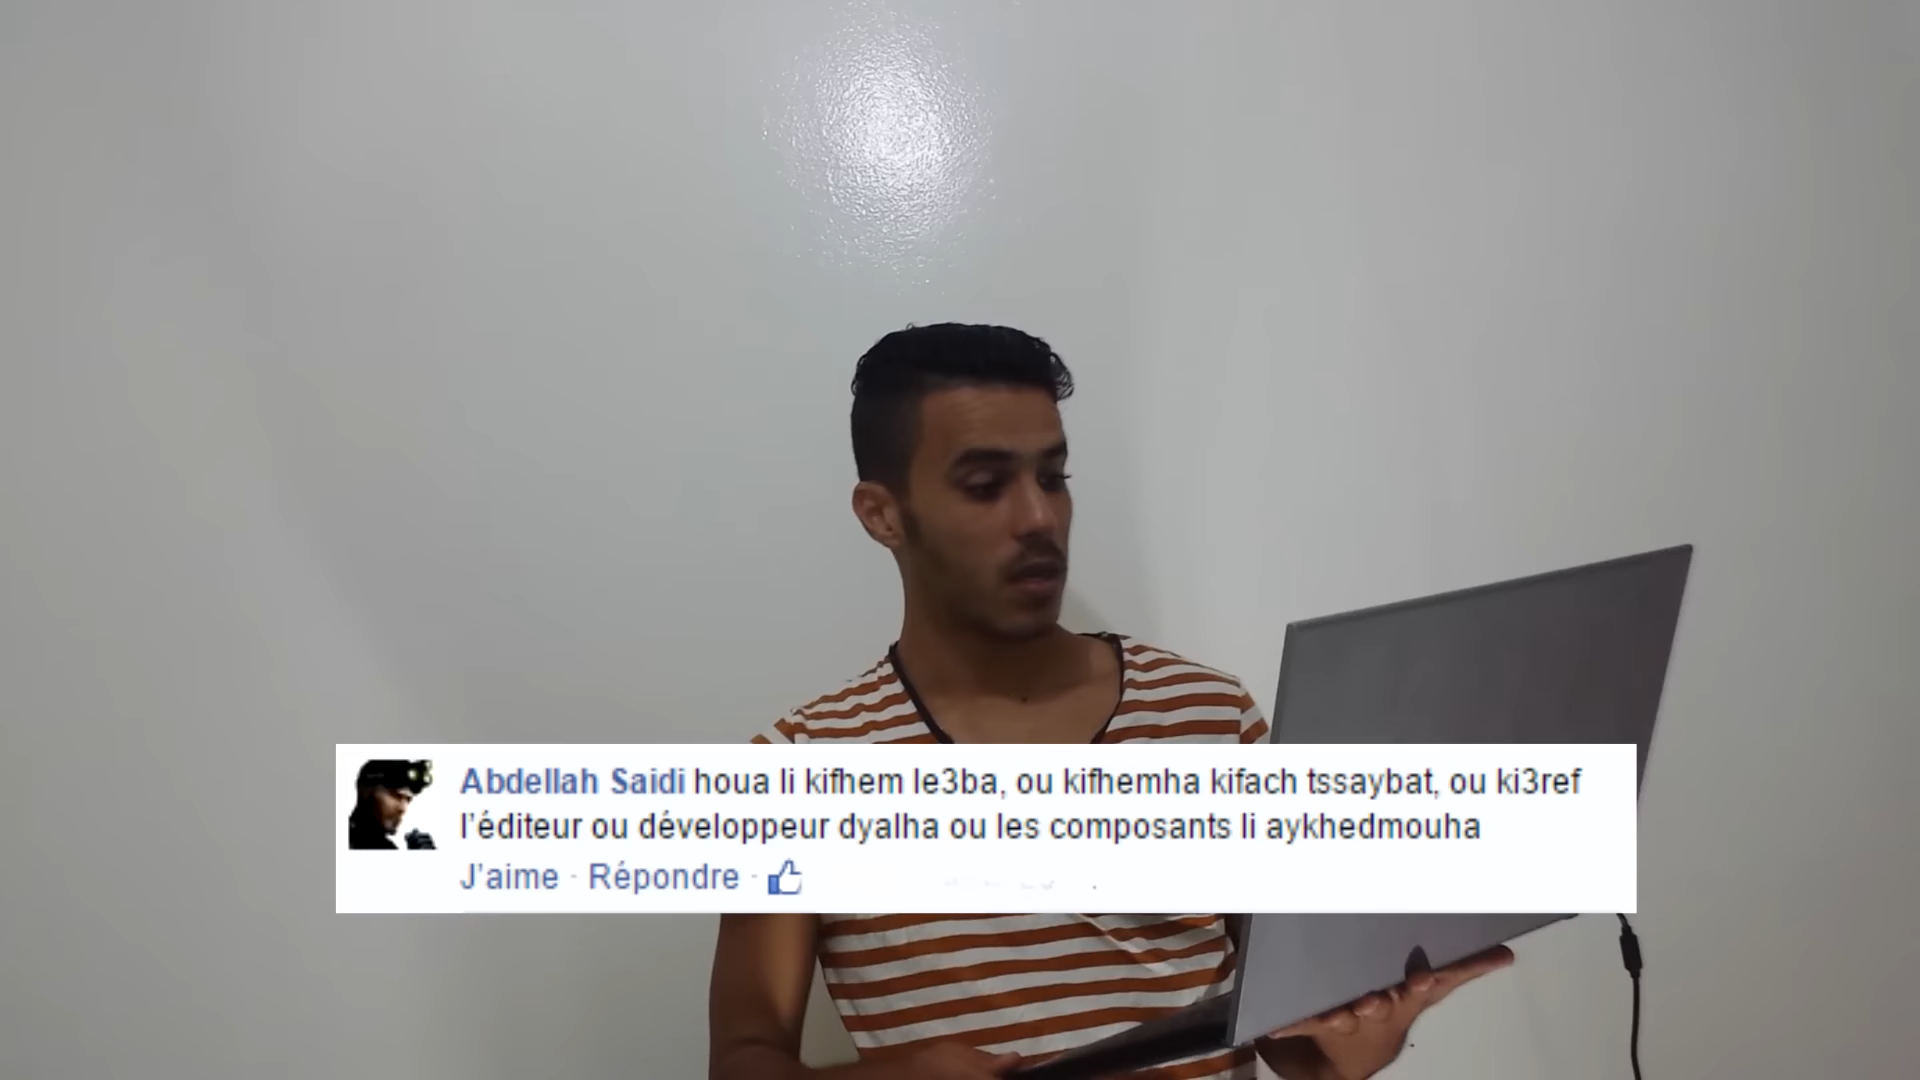 Abdellah Saidi houa li kifhem le3ba, ou kifhemha kifach tssaybat, ou ki3ref
l'éditeur ou développeur dyalha ou les composants li aykhedmouha
J'aime · Répondre ·